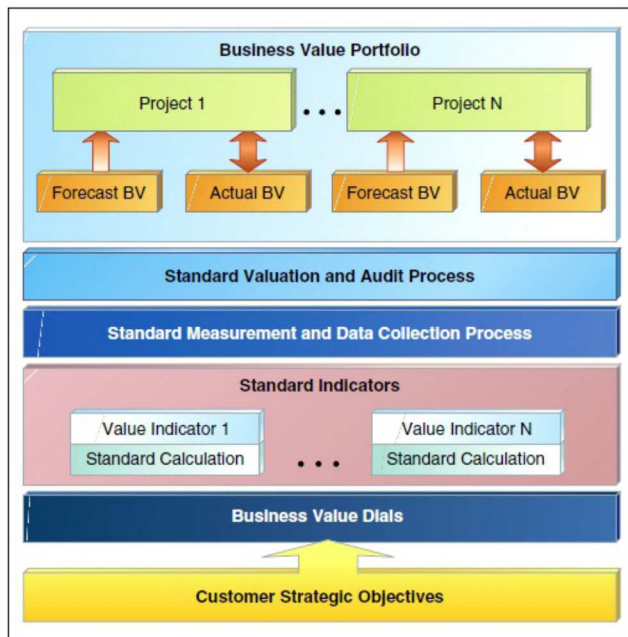 Business Value Portfolio
Project 1
...
Project N
Forecast BV
Actual BV
Forecast BV
Actual BV
Standard Valuation and Audit Process
Standard Measurement and Data Collection Process
Standard Indicators
Value Indicator 1
Standard Calculation
...
Value Indicator N
Standard Calculation
Business Value Dials
Customer Strategic Objectives